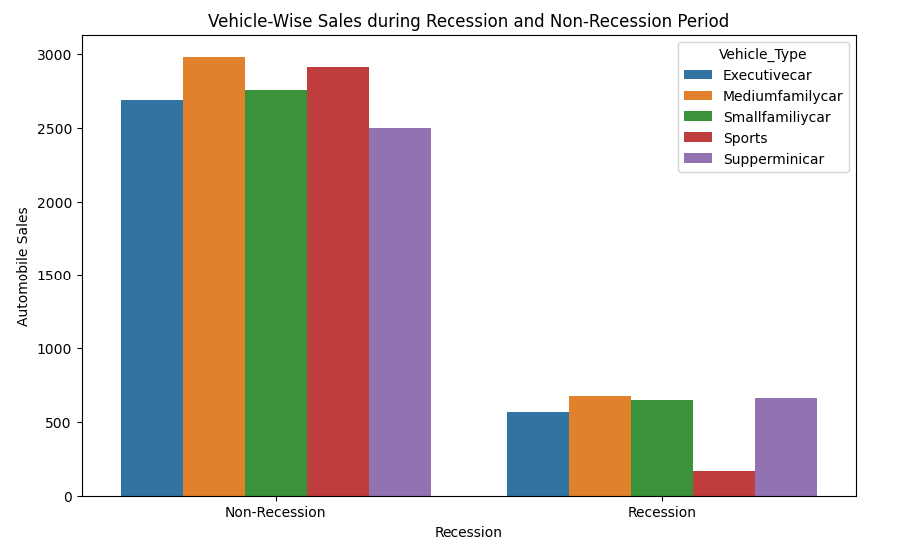 Vehicle-Wise Sales during Recession and Non-Recession Period
Vehicle_Type
Executivecar
Mediumfamilycar
Smallfamiliycar
Sports
Supperminicar
3000
2500
2000
1500
1000
500
0
Automobile Sales
Non-Recession
Recession
Recession